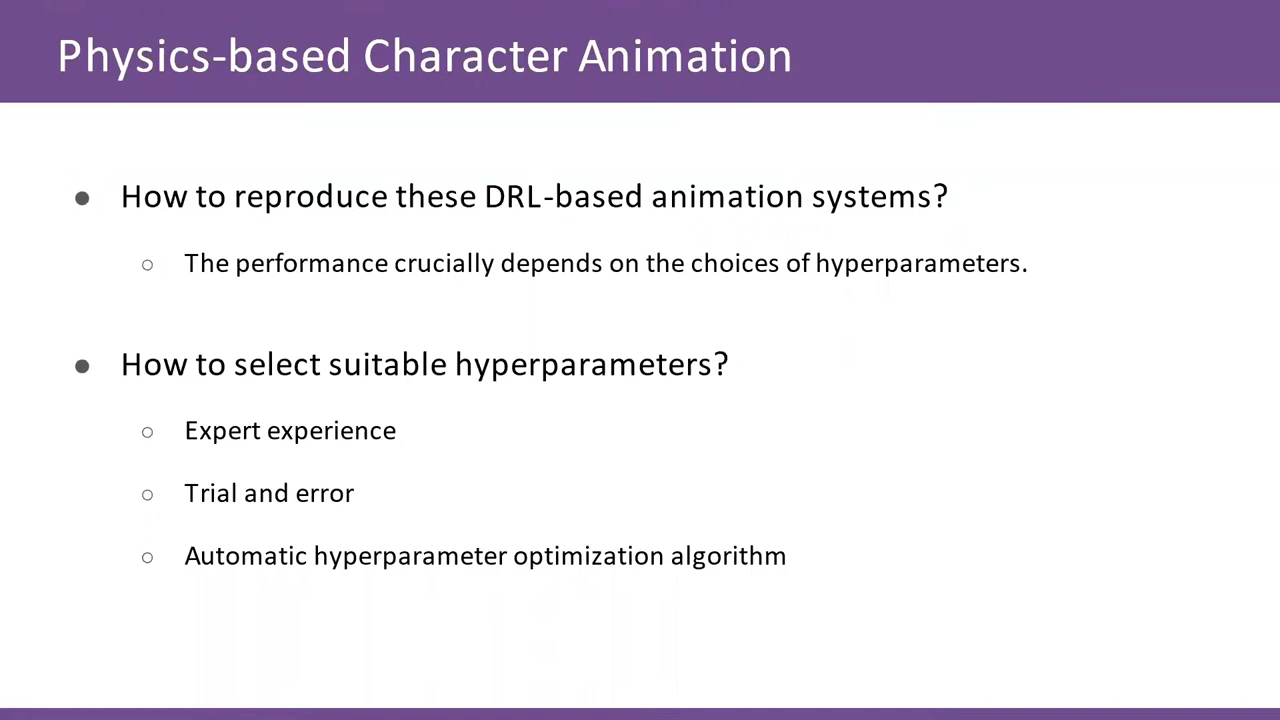 Physics-based Character Animation
● How to reproduce these DRL-based animation systems?
○ The performance crucially depends on the choices of hyperparameters.
● How to select suitable hyperparameters?
○ Expert experience
○ Trial and error
○ Automatic hyperparameter optimization algorithm